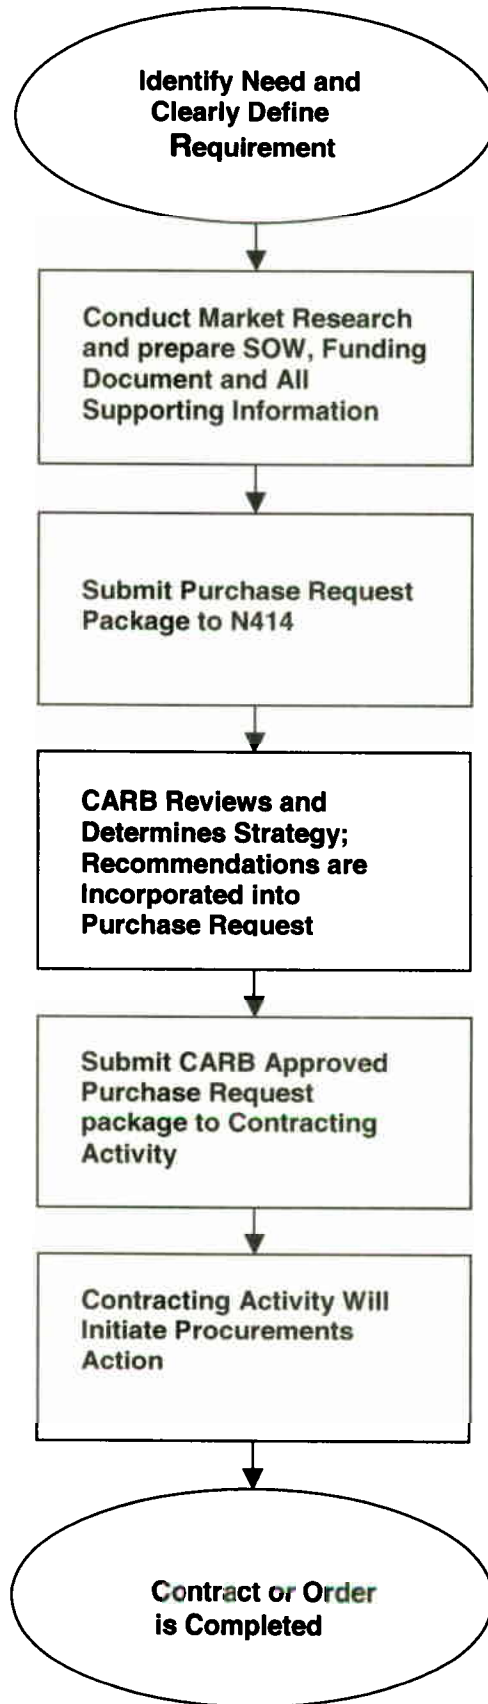 Identify Need and
Clearly Define
Requirement
Conduct Market Research
and prepare SOW, Funding
Document and All
Supporting Information
Submit Purchase Request
Package to N414
CARB Reviews and
Determines Strategy;
Recommendations are
Incorporated into
Purchase Request
Submit CARB Approved
Purchase Request
package to Contracting
Activity
Contracting Activity Will
Initiate Procurements
Action
Contract or Order
is Completed